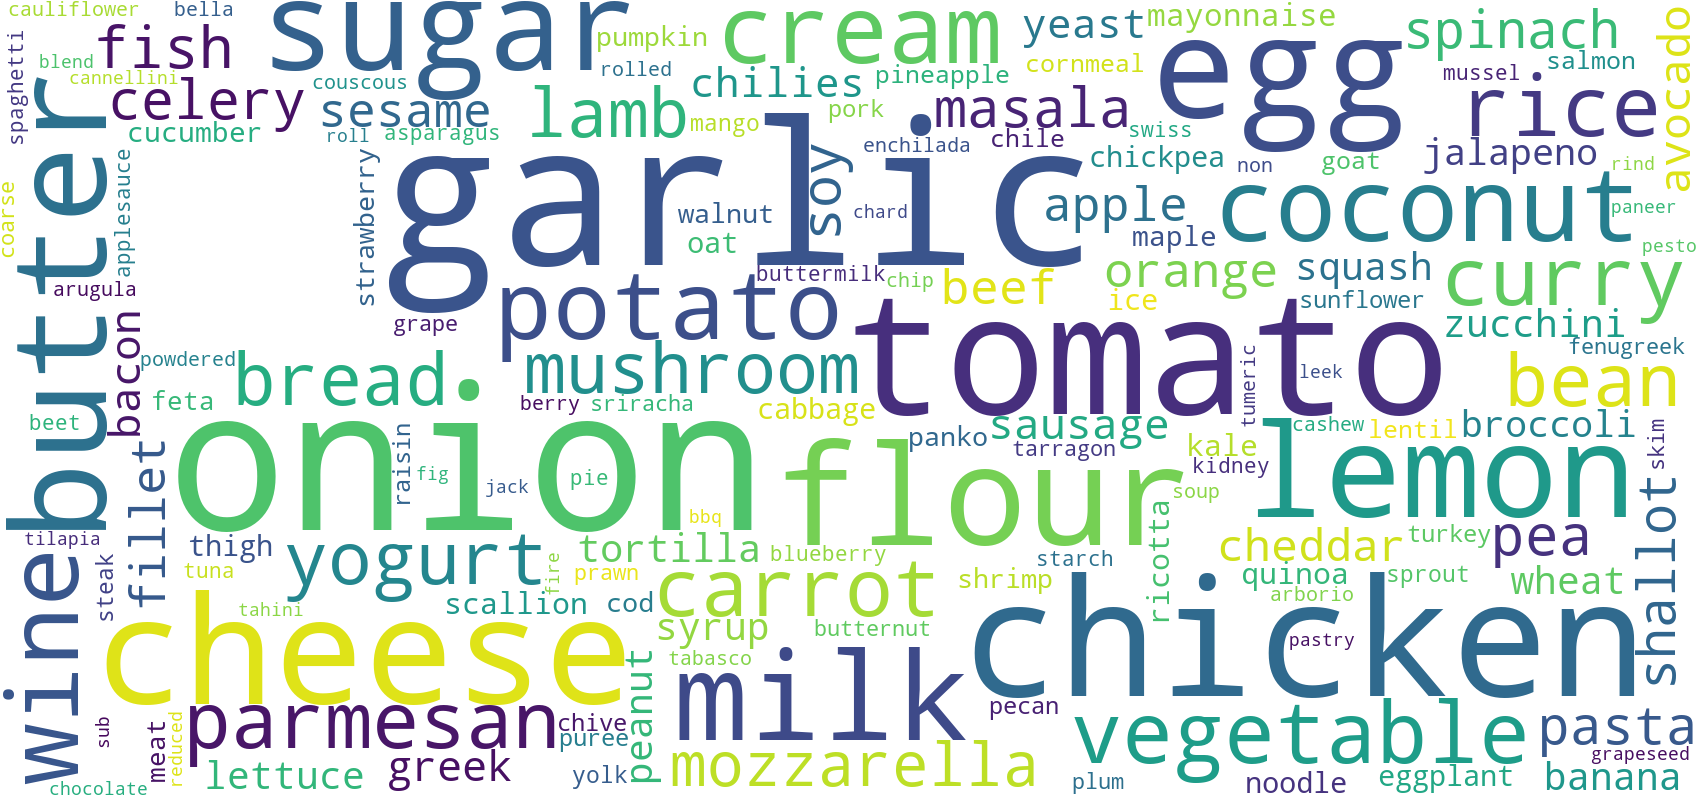 cauliflower
bella
sugar
cream
yeast
mayonnaise
egg
spinach
avocado
spaghetti
fish
blend
cannellini
pumpkin
rolled
couscous
chilies
pineapple
cornmeal
mussel
salmon
butter
celery
sesame
lamb
mango
pork
masala
rice
cucumber
roll
asparagus
enchilada
chile
swiss
chickpea
non
goat
jalapeno
rind
coarse
applesauce
strawberry
garlic
soy
walnut
oat
chard
apple
maple
coconut
paneer
pesto
arugula
grape
potato
buttermilk
chip
beef
orange
ice
squash
sunflower
curry
zucchini
fenugreek
bacon
powdered
bread
mushroom
tomato
tumeric
leek
bean
feta
beet
berry
sriracha
cabbage
panko
sausage
tarragon
kale
kidney
cashew
lentil
broccoli
skim
fillet
onion
raisin
fig
jack
pie
flour
soup
lemon
shallot
wine
tilapia
thigh
tuna
steak
yogurt
bbq
tortilla
blueberry
fire
prawn
starch
ricotta
cheddar
turkey
pea
quinoa
arborio
sprout
wheat
tahini
scallion
cod
carrot
shrimp
syrup
butternut
cheese
chicken
pastry
tabasco
peanut
milk
pecan
parmesan
chive
puree
vegetable
pasta
grapeseed
sub
meat
reduced
chocolate
lettuce
greek
yolk
mozzarella
plum
noodle
eggplant
banana